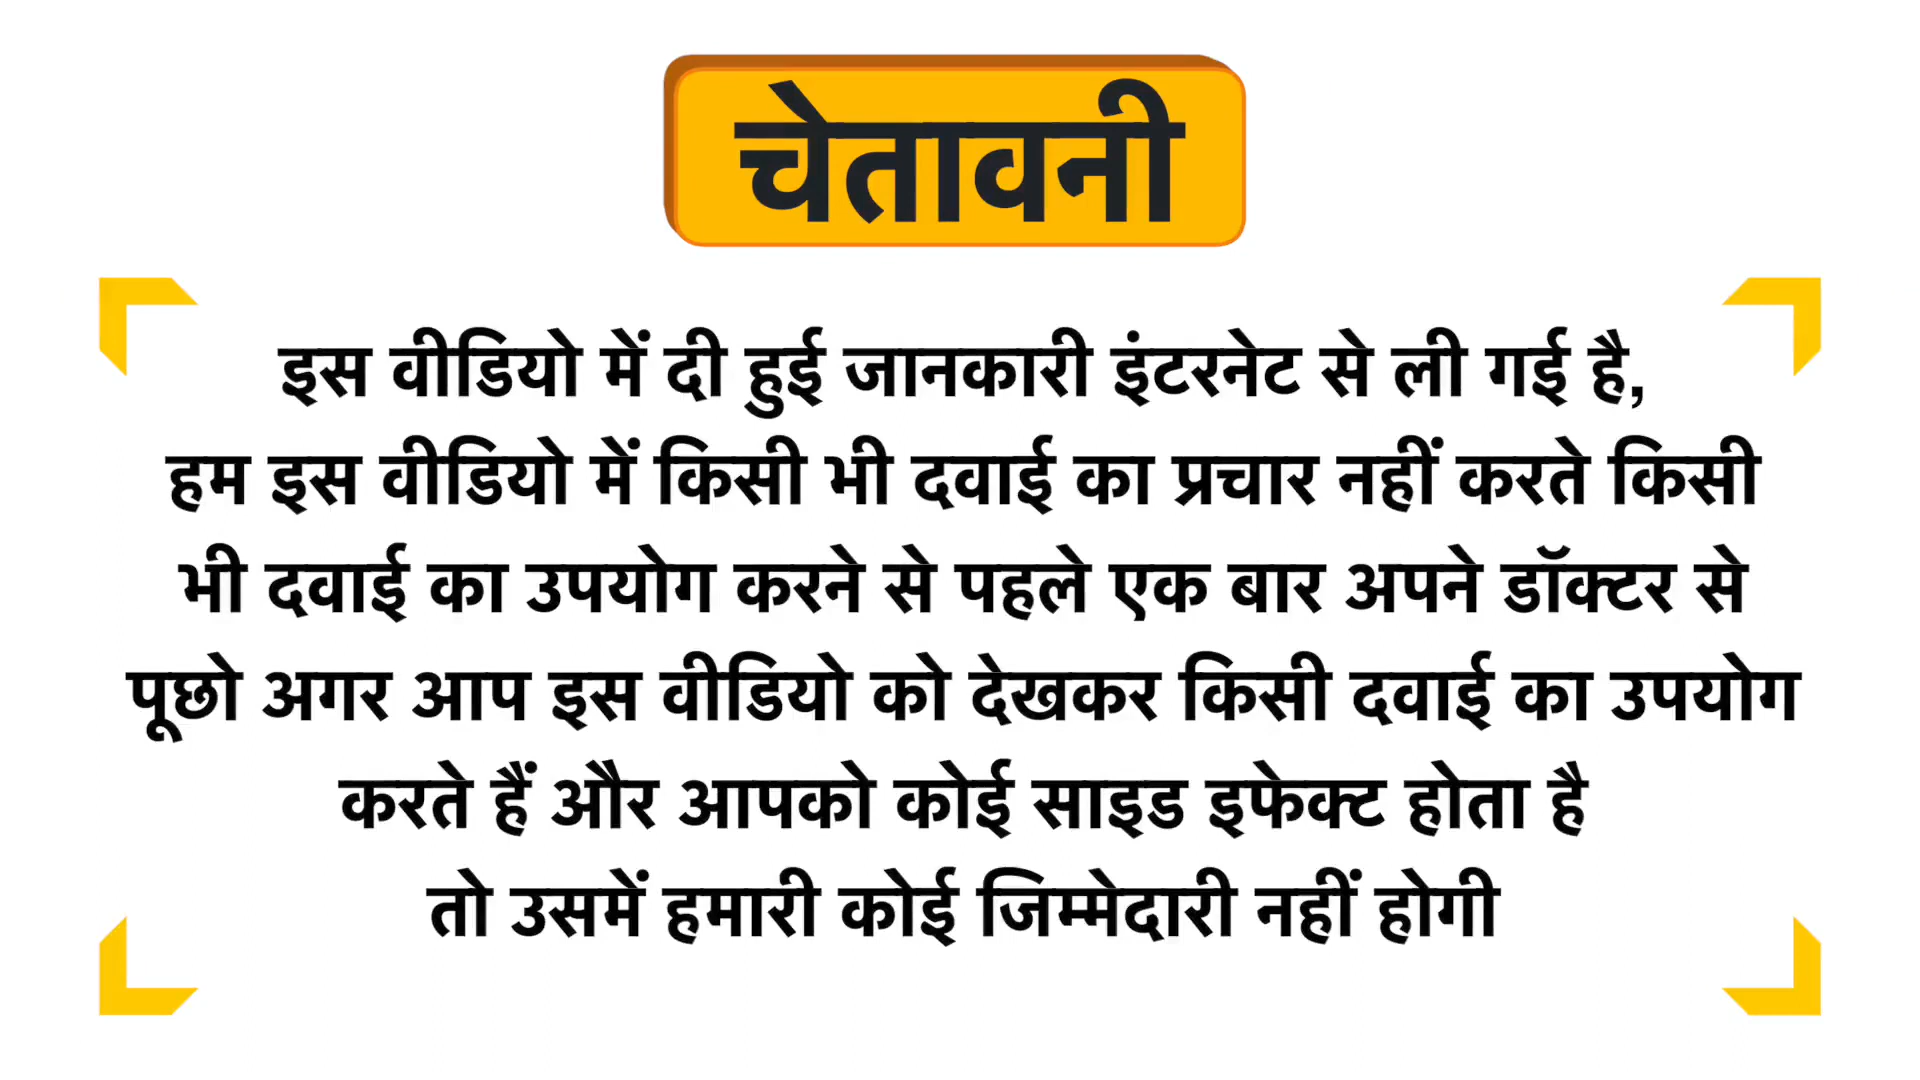 चेतावनी
इस वीडियो में दी हुई जानकारी इंटरनेट से ली गई है,
हम इस वीडियो में किसी भी दवाई का प्रचार नहीं करते किसी
भी दवाई का उपयोग करने से पहले एक बार अपने डॉक्टर से
पूछो अगर आप इस वीडियो को देखकर किसी दवाई का उपयोग
करते हैं और आपको कोई साइड इफेक्ट होता है
तो उसमें हमारी कोई जिम्मेदारी नहीं होगी